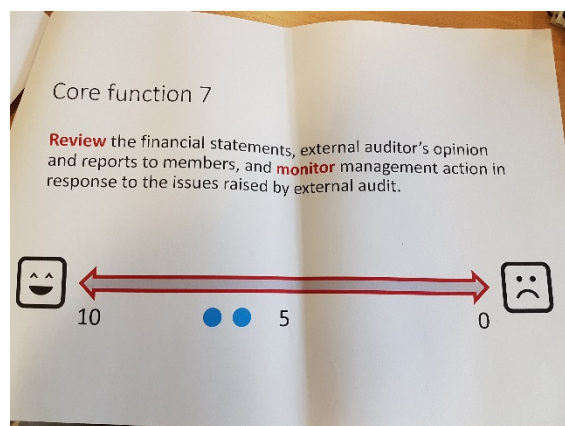 Core function 7
Review the financial statements, external auditor's opinion
and reports to members, and monitor management action in
response to the issues raised by external audit.
10 5 0